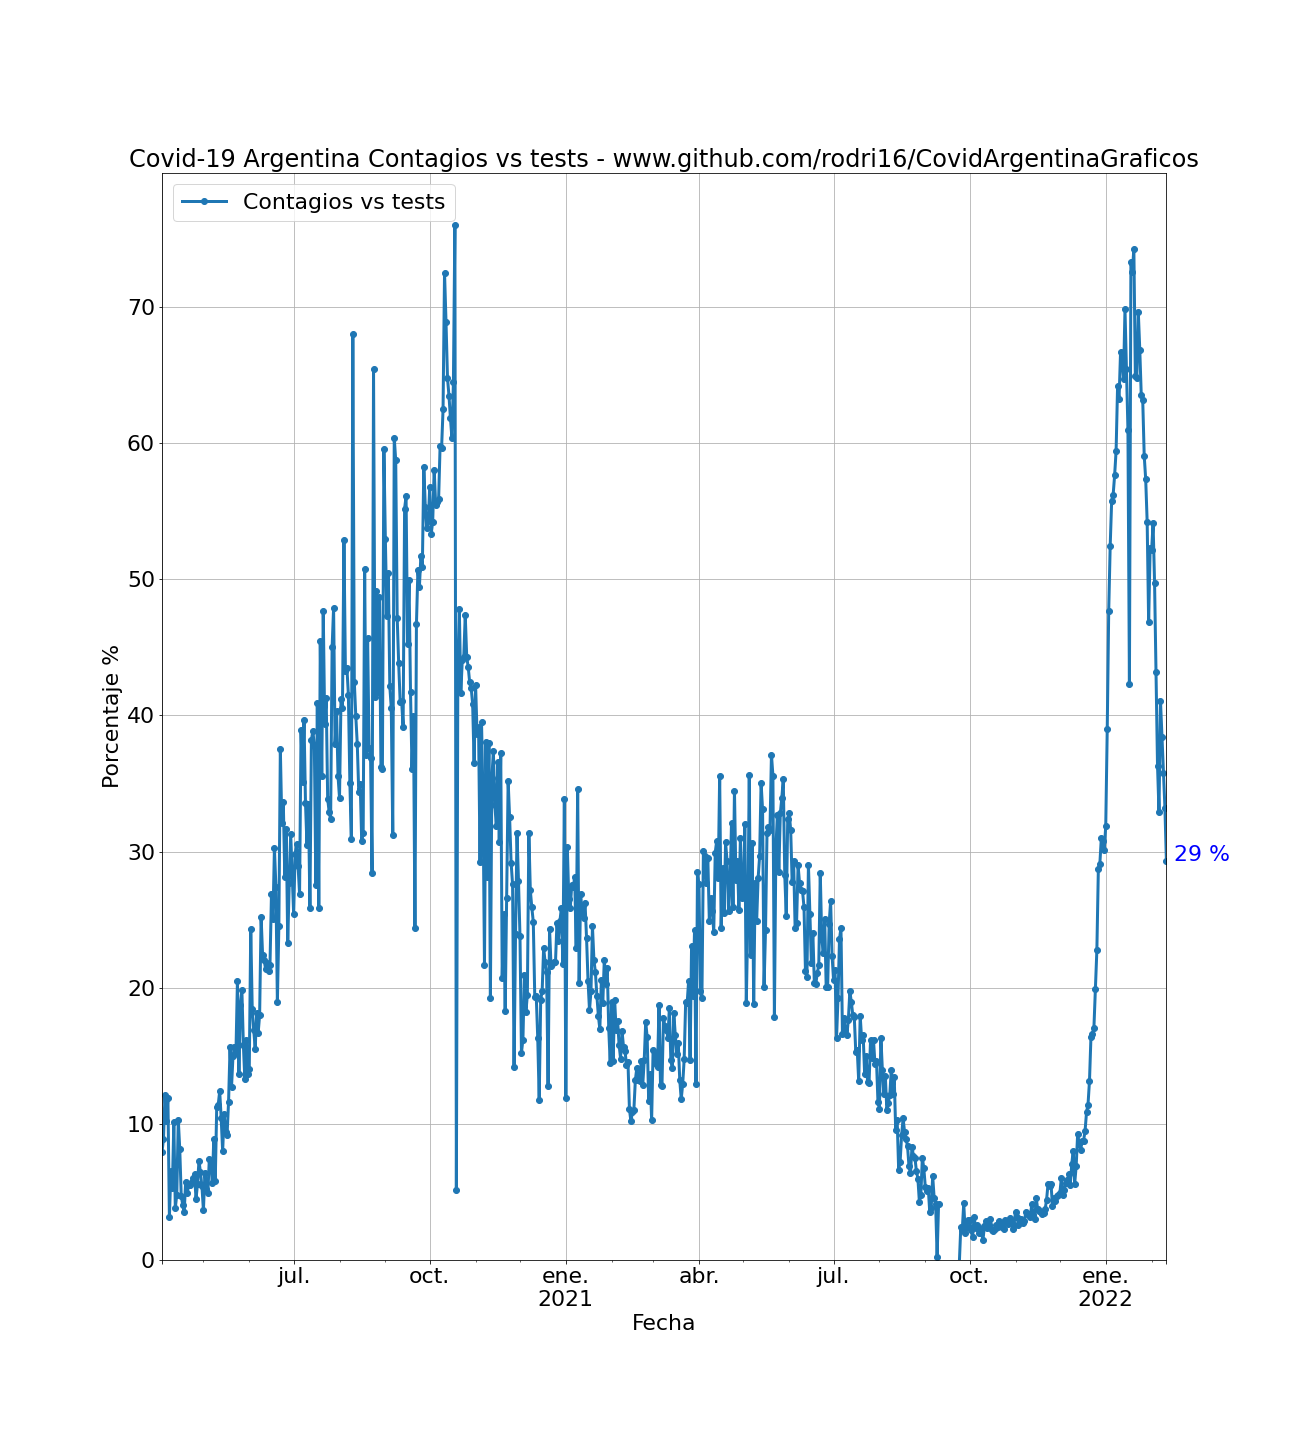 Covid-19 Argentina Contagios vs tests - www.github.com/rodri16/CovidArgentinaGraficos
Contagios vs tests
70
60
50
40
30
20
10
0
Porcentaje %
29 %
jul.
oct.
ene.
2021
abr.
jul.
oct.
ene.
2022
Fecha